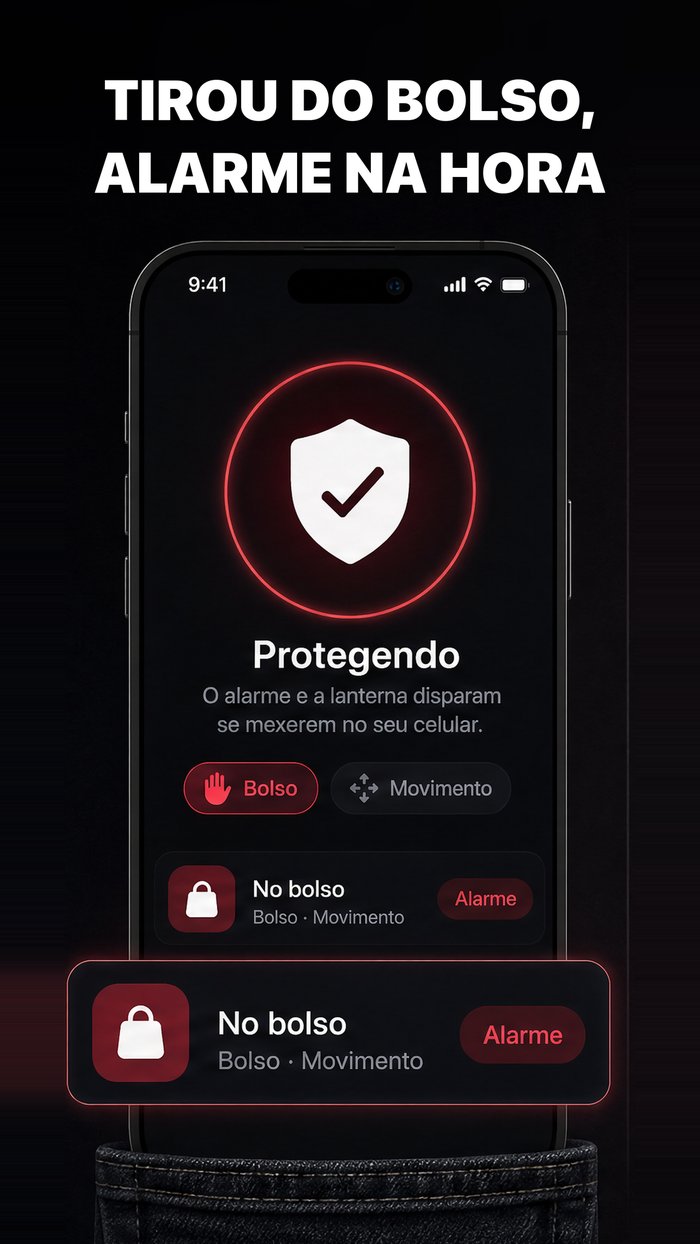 TIROU DO BOLSO,
ALARME NA HORA
9:41
Protegendo
O alarme e a lanterna disparam
se mexerem no seu celular.
Bolso
Movimento
No bolso
Bolso · Movimento
Alarme
No bolso
Bolso · Movimento
Alarme